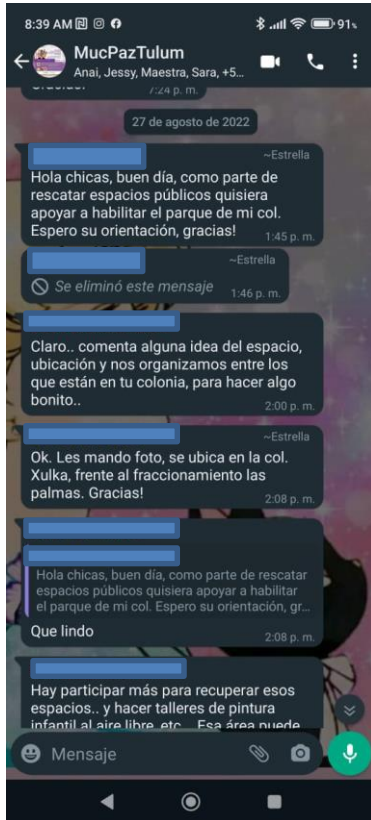 8:39 AM
91%
MucPazTulum
Anai, Jessy, Maestra, Sara, +5...
7:24 p. m.
27 de agosto de 2022
~Estrella
Hola chicas, buen día, como parte de
rescatar espacios públicos quisiera
apoyar a habilitar el parque de mi col.
Espero su orientación, gracias!
1:45 p. m.
~Estrella
Se eliminó este mensaje
1:46 p. m.
Claro.. comenta alguna idea del espacio,
ubicación y nos organizamos entre los
que están en tu colonia, para hacer algo
bonito..
2:00 p. m.
~Estrella
Ok. Les mando foto, se ubica en la col.
Xulka, frente al fraccionamiento las
palmas. Gracias!
2:08 p. m.
Hola chicas, buen día, como parte de rescatar
espacios públicos quisiera apoyar a habilitar
el parque de mi col. Espero su orientación, gr...
Que lindo
2:08 p. m.
Hay participar más para recuperar esos
espacios.. y hacer talleres de pintura
infantil al aire libre, etc... Esa área puede
Mensaje